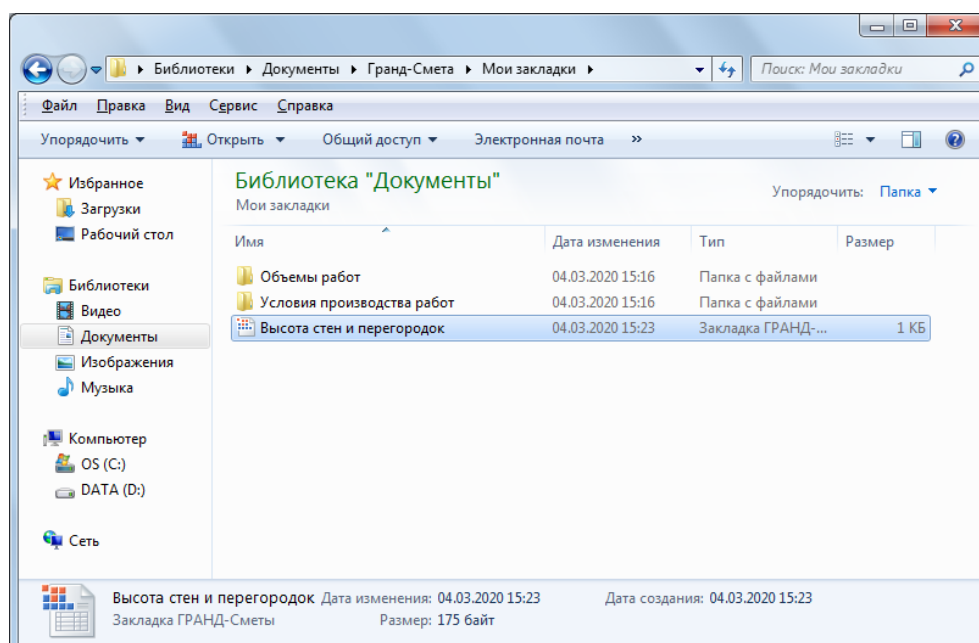 Библиотеки ▸ Документы ▸ Гранд-Смета ▸ Мои закладки ▸ Поиск: Мои закладки
Файл Правка Вид Сервис Справка
Упорядочить Открыть Общий доступ Электронная почта »
Избранное
Загрузки
Рабочий стол
Библиотеки
Видео
Документы
Изображения
Музыка
Компьютер
OS (C:)
DATA (D:)
Сеть
Библиотека "Документы"
Мои закладки
Упорядочить: Папка
Имя Дата изменения Тип Размер
Объемы работ 04.03.2020 15:16 Папка с файлами
Условия производства работ 04.03.2020 15:16 Папка с файлами
Высота стен и перегородок 04.03.2020 15:23 Закладка ГРАНД-... 1 КБ
Высота стен и перегородок Дата изменения: 04.03.2020 15:23 Дата создания: 04.03.2020 15:23
Закладка ГРАНД-Сметы Размер: 175 байт